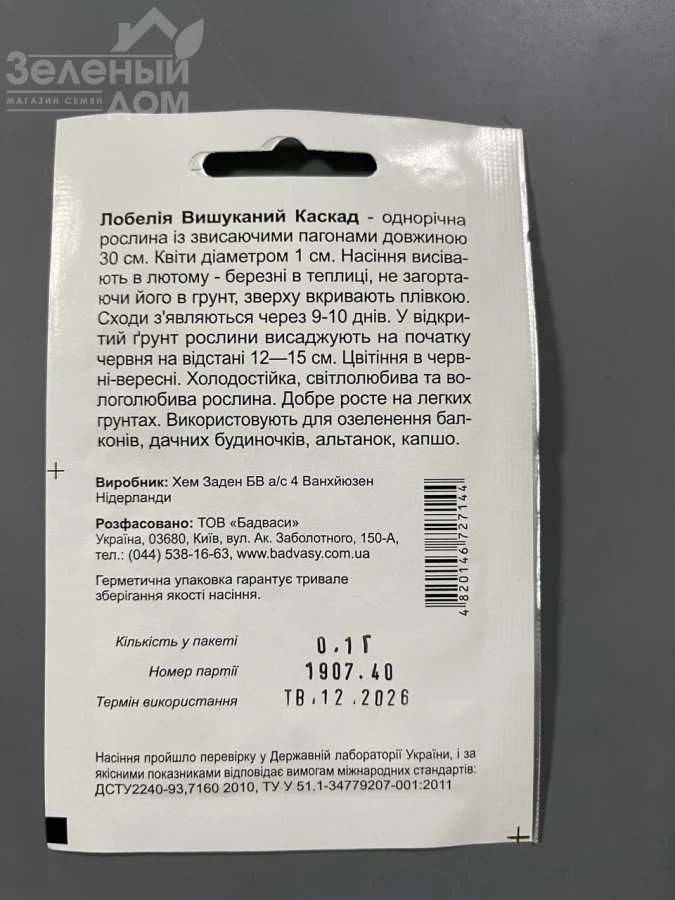 Зеленый
МАГАЗИН СЕМЯН ДОМ
Лобелія Вишуканий Каскад - однорічна
рослина із звисаючими пагонами довжиною
30 см. Квіти діаметром 1 см. Насіння висіва-
ють в лютому - березні в теплиці, не загорта-
ючи його в грунт, зверху вкривають плівкою.
Сходи з'являються через 9-10 днів. У відкри-
тий ґрунт рослини висаджують на початку
червня на відстані 12—15 см. Цвітіння в черв-
ні-вересні. Холодостійка, світлолюбива та во-
логолюбива рослина. Добре росте на легких
грунтах. Використовують для озеленення бал-
конів, дачних будиночків, альтанок, капшо.
Виробник: Хем Заден БВ а/с 4 Ванхйюзен
Нідерланди
Розфасовано: ТОВ «Бадваси»
Україна, 03680, Київ, вул. Ак. Заболотного, 150-А,
тел.: (044) 538-16-63, www.badvasy.com.ua
Герметична упаковка гарантує тривале
зберігання якості насіння.
4820146727144
Кількість у пакеті 0.1Г
Номер партії 1907.40
Термін використання ТВ.12.2026
Насіння пройшло перевірку у Державній лабораторії України, і за
якісними показниками відповідає вимогам міжнародних стандартів:
ДСТУ2240-93,7160 2010, ТУ У 51.1-34779207-001:2011